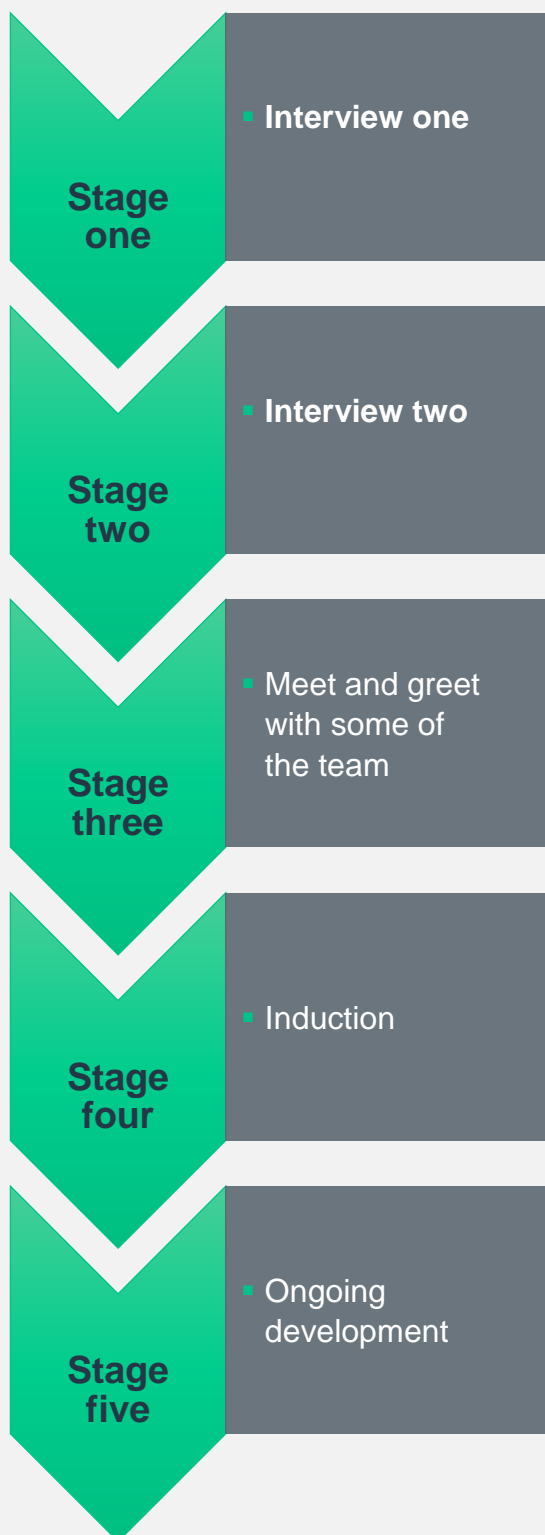 Stage
one
▪ Interview one
Stage
two
▪ Interview two
Stage
three
▪ Meet and greet
with some of
the team
Stage
four
▪ Induction
Stage
five
▪ Ongoing
development